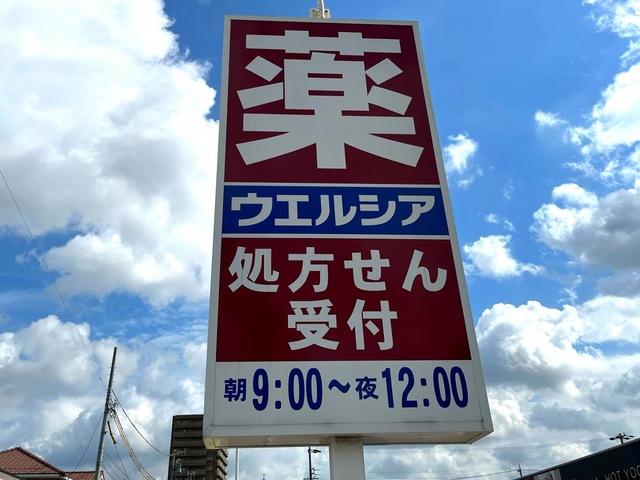 薬
ウエルシア
処方せん
受付
朝9:00～夜12:00